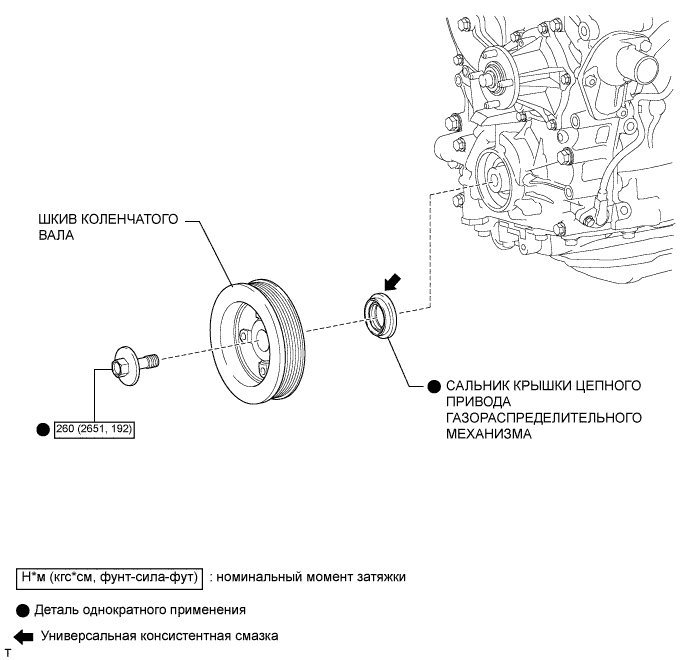 ШКИВ КОЛЕНЧАТОГО
ВАЛА
САЛЬНИК КРЫШКИ ЦЕПНОГО
ПРИВОДА
ГАЗОРАСПРЕДЕЛИТЕЛЬНОГО
МЕХАНИЗМА
260 (2651, 192)
Н*м (кгс*см, фунт-сила-фут) : номинальный момент затяжки
Деталь однократного применения
Универсальная консистентная смазка
T